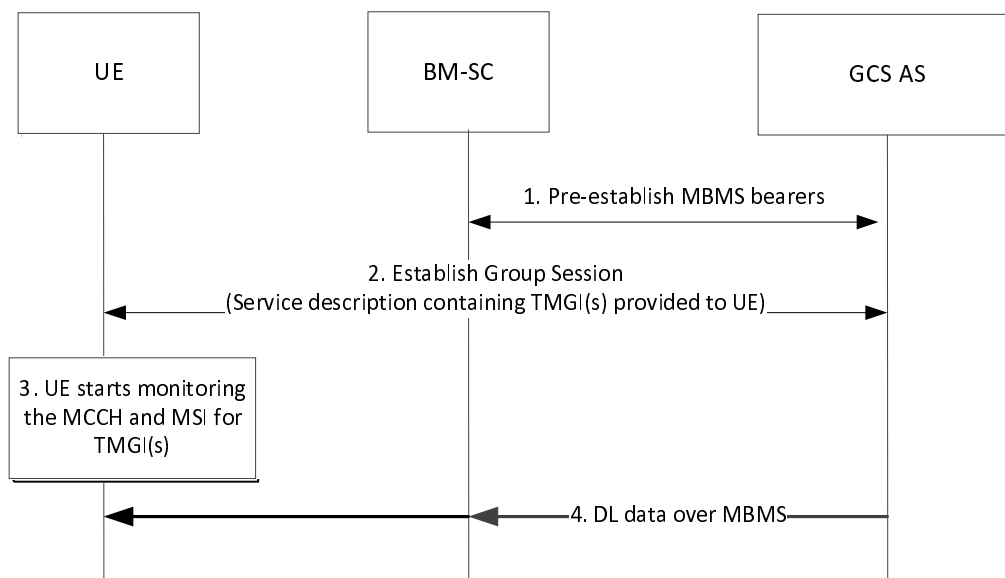 UE
BM-SC
GCS AS
1. Pre-establish MBMS bearers
2. Establish Group Session
(Service description containing TMGI(s) provided to UE)
3. UE starts monitoring
the MCCH and MSI for
TMGI(s)
4. DL data over MBMS